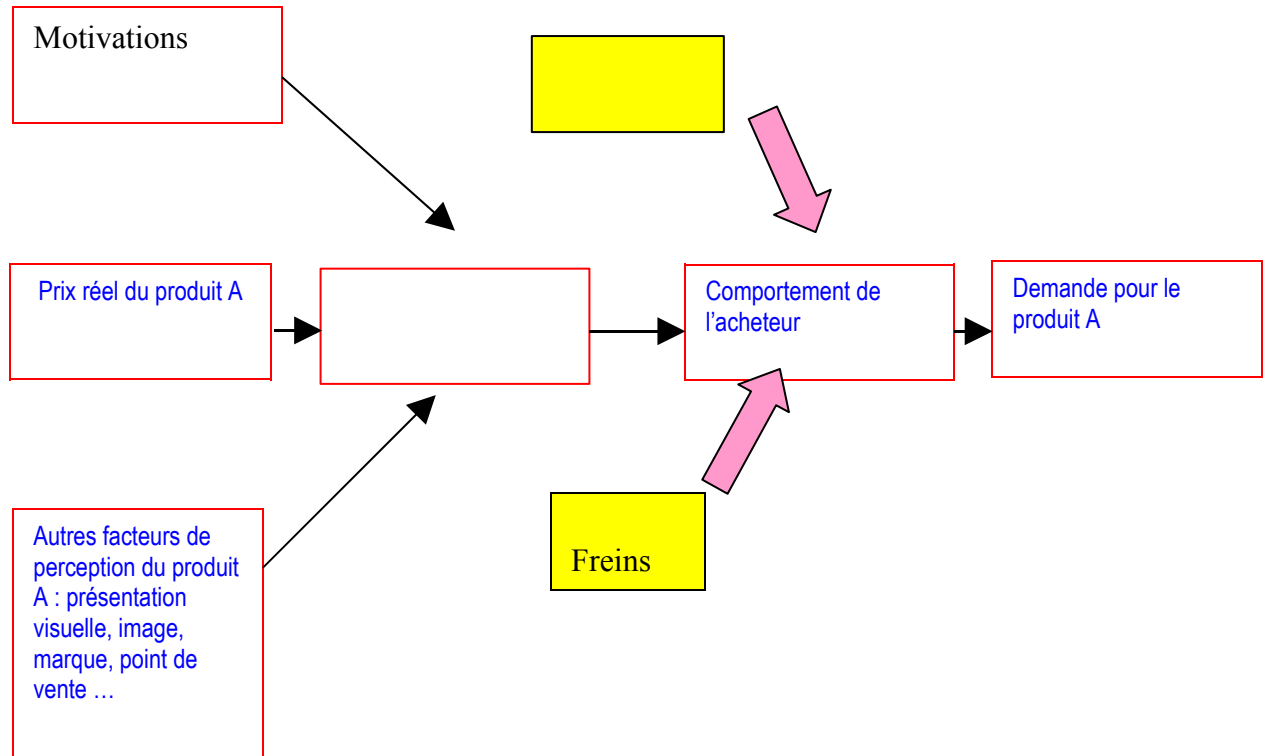 Motivations
Prix réel du produit A
Comportement de
l’acheteur
Demande pour le
produit A
Autres facteurs de
perception du produit
A : présentation
visuelle, image,
marque, point de
vente …
Freins